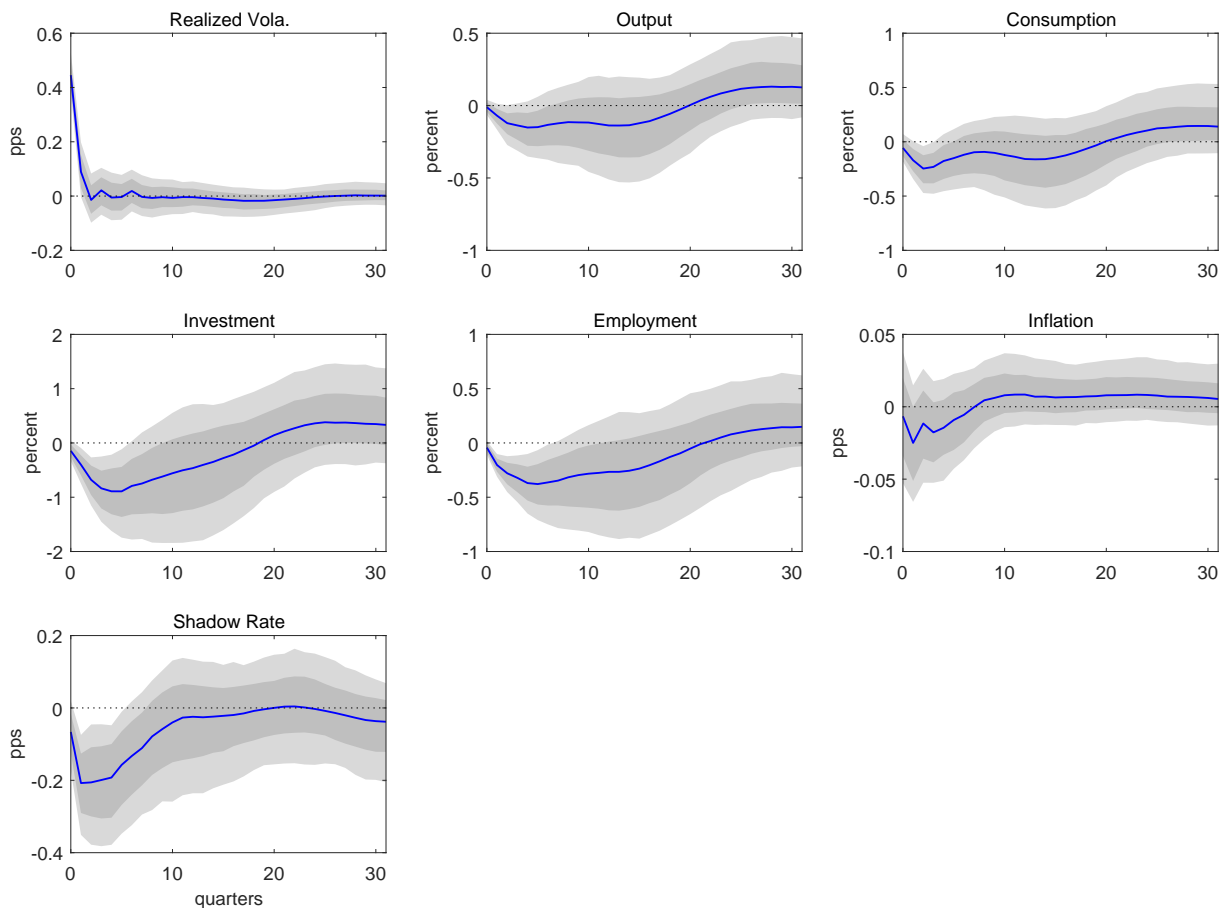 Realized Vola.
0.6
0.4
0.2
0
-0.2
pps
0 10 20 30
Output
0.5
0
-0.5
-1
percent
0 10 20 30
Consumption
1
0.5
0
-0.5
-1
percent
0 10 20 30
Investment
2
1
0
-1
-2
percent
0 10 20 30
Employment
1
0.5
0
-0.5
-1
percent
0 10 20 30
Inflation
0.05
0
-0.05
-0.1
pps
0 10 20 30
Shadow Rate
0.2
0
-0.2
-0.4
pps
0 10 20 30
quarters